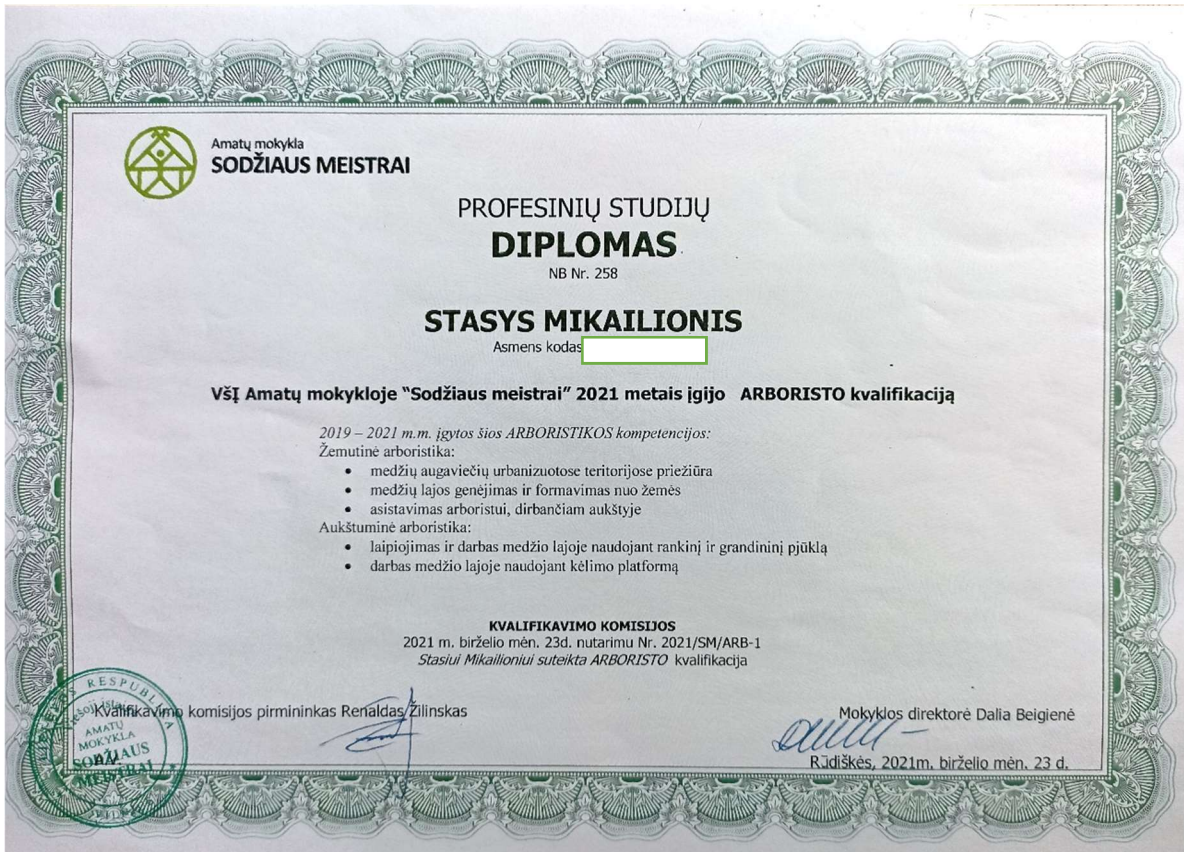 Amatų mokykla
SODŽIAUS MEISTRAI
PROFESINIŲ STUDIJŲ
DIPLOMAS
NB Nr. 258
STASYS MIKAILIONIS
Asmens kodas
VšĮ Amatų mokykloje “Sodžiaus meistrai” 2021 metais įgijo ARBORISTO kvalifikaciją
2019 – 2021 m.m. įgytos šios ARBORISTIKOS kompetencijos:
Žemutinė arboristika:
• medžių augaviečių urbanizuotose teritorijose priežiūra
• medžių lajos genėjimas ir formavimas nuo žemės
• asistavimas arboristui, dirbančiam aukštyje
Aukštuminė arboristika:
• laipiojimas ir darbas medžio lajoje naudojant rankinį ir grandininį pjūklą
• darbas medžio lajoje naudojant kėlimo platformą
KVALIFIKAVIMO KOMISIJOS
2021 m. birželio mėn. 23d. nutarimu Nr. 2021/SM/ARB-1
Stasiui Mikailioniui suteikta ARBORISTO kvalifikacija
Kvalifikavimo komisijos pirmininkas Renaldas Žilinskas
Mokyklos direktorė Dalia Beigienė
Rūdiškės, 2021m. birželio mėn. 23 d.
AMATŲ
MOKYKLA
SODŽIAUS
MEISTRAI